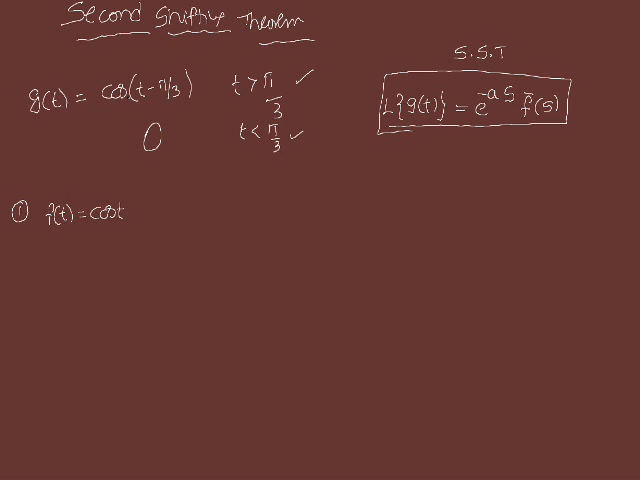 Second Shifting Theorem
S.S.T
g(t) = cos(t - π/3) t > π/3 ✓
0 t < π/3 ✓
L{g(t)} = e^-as f̄(s)
① f(t) = cost